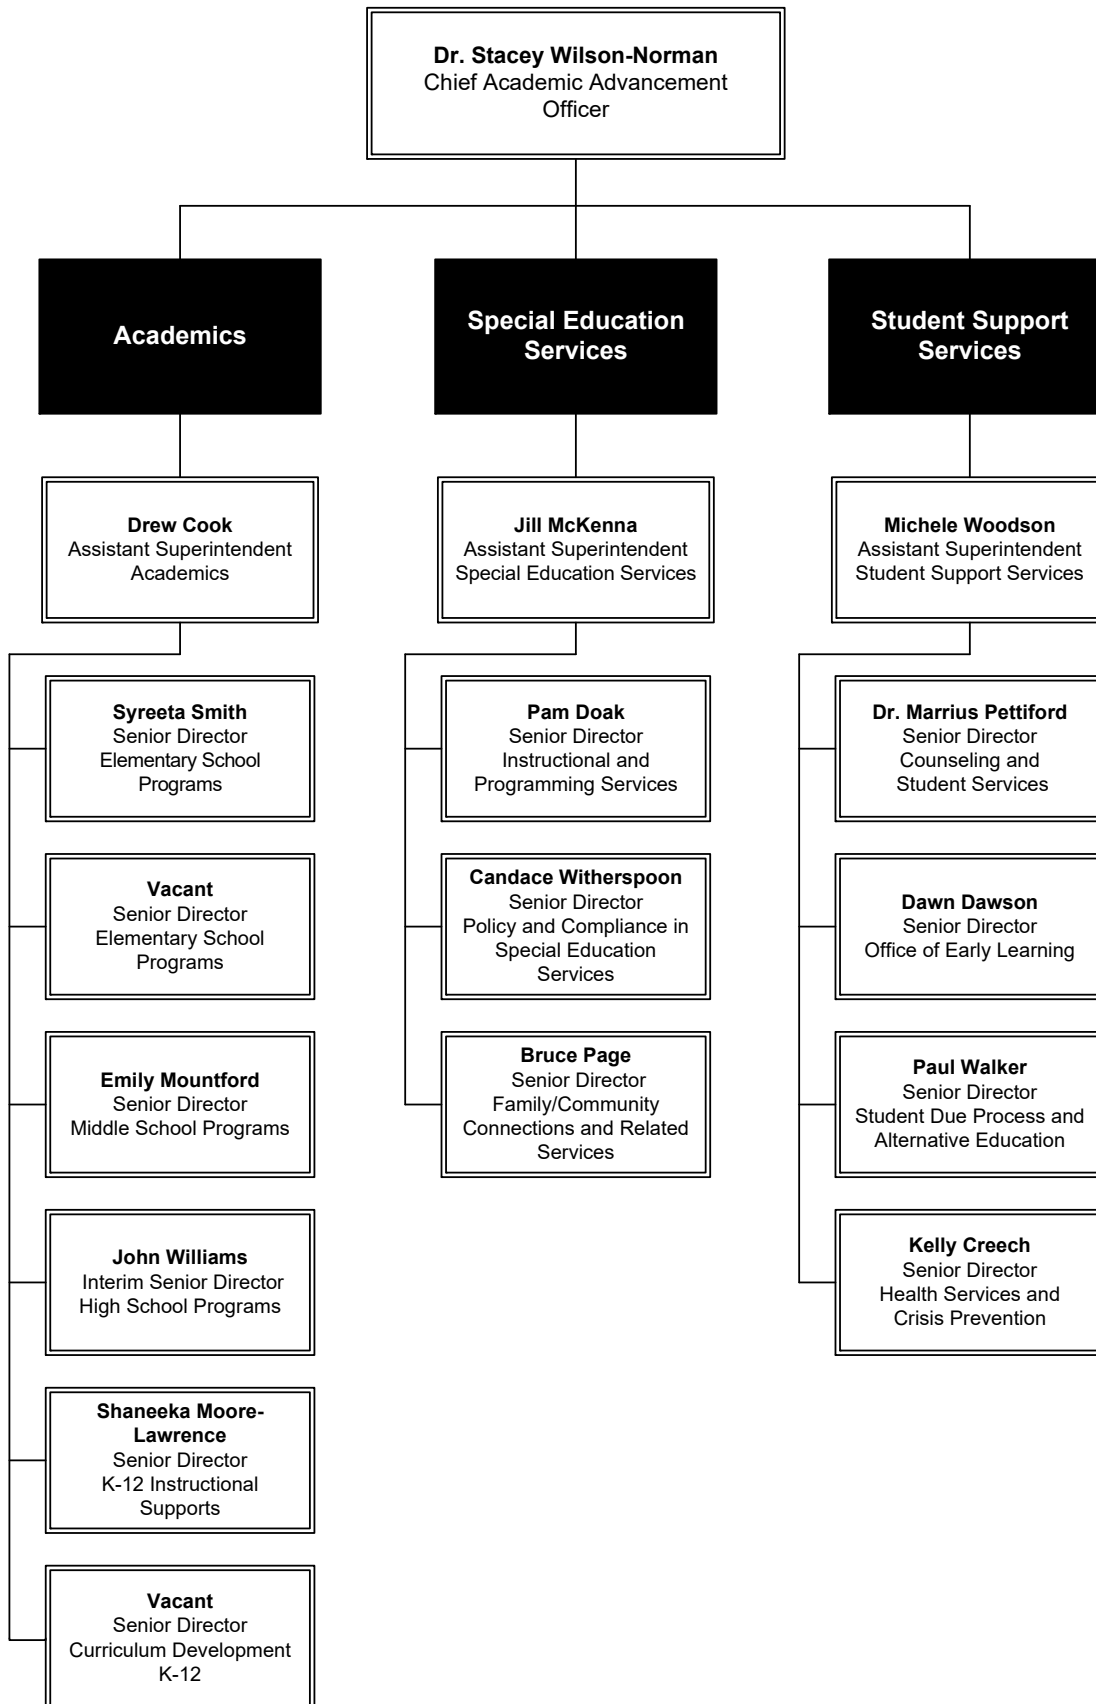 Dr. Stacey Wilson-Norman
Chief Academic Advancement
Officer
Academics
Special Education
Services
Student Support
Services
Drew Cook
Assistant Superintendent
Academics
Jill McKenna
Assistant Superintendent
Special Education Services
Michele Woodson
Assistant Superintendent
Student Support Services
Syreeta Smith
Senior Director
Elementary School
Programs
Pam Doak
Senior Director
Instructional and
Programming Services
Dr. Marrius Pettiford
Senior Director
Counseling and
Student Services
Vacant
Senior Director
Elementary School
Programs
Candace Witherspoon
Senior Director
Policy and Compliance in
Special Education
Services
Dawn Dawson
Senior Director
Office of Early Learning
Emily Mountford
Senior Director
Middle School Programs
Bruce Page
Senior Director
Family/Community
Connections and Related
Services
Paul Walker
Senior Director
Student Due Process and
Alternative Education
John Williams
Interim Senior Director
High School Programs
Kelly Creech
Senior Director
Health Services and
Crisis Prevention
Shaneeka Moore-
Lawrence
Senior Director
K-12 Instructional
Supports
Vacant
Senior Director
Curriculum Development
K-12